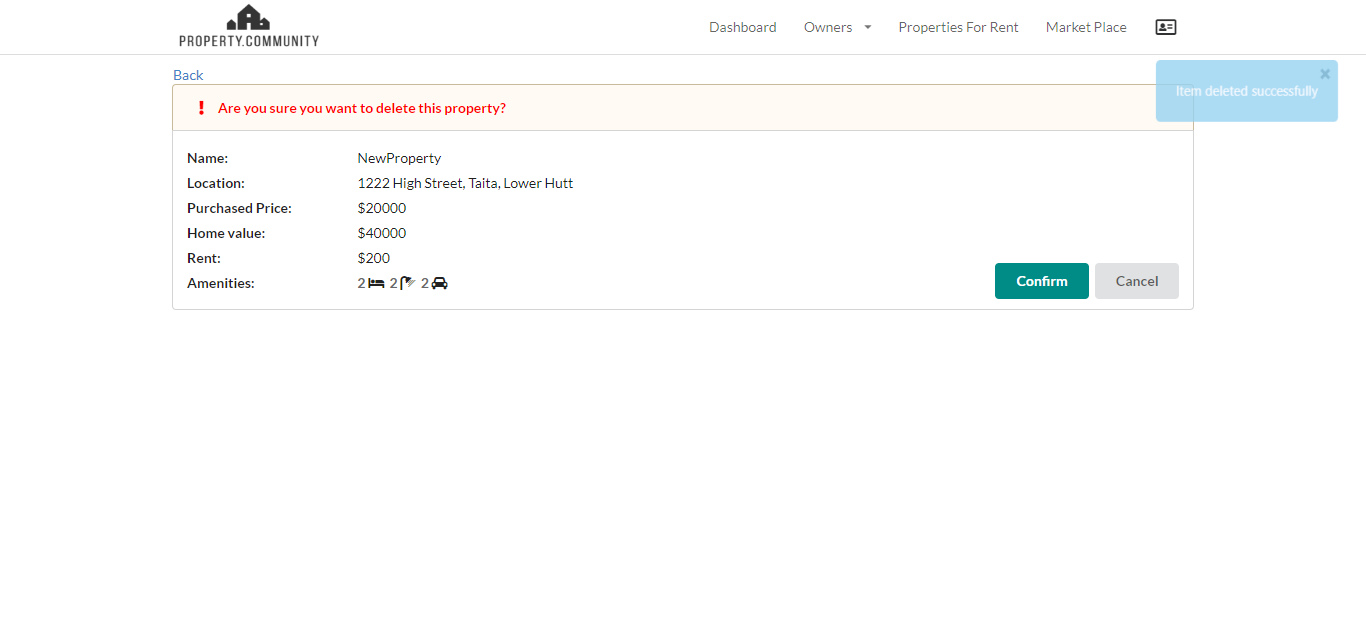 PROPERTY.COMMUNITY
Dashboard Owners Properties For Rent Market Place
Back
Item deleted successfully
Are you sure you want to delete this property?
Name: NewProperty
Location: 1222 High Street, Taita, Lower Hutt
Purchased Price: $20000
Home value: $40000
Rent: $200
Amenities: 2 2 2
Confirm Cancel